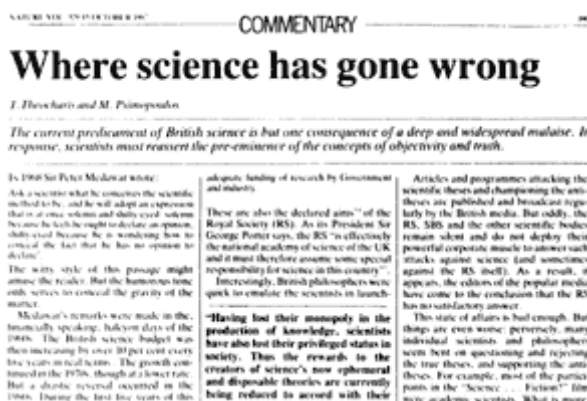 NATURE VOL. 329 15 OCTOBER 1987
COMMENTARY
Where science has gone wrong
T. Theocharis and M. Psimopoulos
The current predicament of British science is but one consequence of a deep and widespread malaise. In
response, scientists must reassert the pre-eminence of the concepts of objectivity and truth.
In 1968 Sir Peter Medawar wrote:
Ask a scientist what he conceives the scientific
method to be, and he will adopt an expression
that is at once solemn and shifty-eyed: solemn
because he feels he ought to declare an opinion,
shifty-eyed because he is wondering how to
conceal the fact that he has no opinion to
declare
The witty style of this passage might
amuse the reader. But the humorous tone
only serves to conceal the gravity of the
matter.
Medawar's remarks were made in the,
financially speaking, halcyon days of the
1960s. The British science budget was
then increasing by over 10 per cent every
five years in real terms. The growth con-
tinued in the 1970s, though at a lower rate.
But a drastic reversal occurred in the
1980s. During the first five years of this
adequate funding of research by Government
and industry.
These are also the declared aims of the
Royal Society (RS). As its President Sir
George Porter says, the RS "is effectively
the national academy of science of the UK
and it must therefore assume some special
responsibility for science in this country".
Interestingly, British philosophers were
quick to emulate the scientists in launch-
"Having lost their monopoly in the
production of knowledge, scientists
have also lost their privileged status in
society. Thus the rewards to the
creators of science's now ephemeral
and disposable theories are currently
being reduced to accord with their
Articles and programmes attacking the
scientific theses and championing the anti-
theses are published and broadcast regu-
larly by the British media. But oddly, the
RS, SBS and the other scientific bodies
remain silent and do not deploy their
powerful corporate muscle to answer such
attacks against science (and sometimes
against the RS itself). As a result, it
appears, the editors of the popular media
have come to the conclusion that the RS
has no satisfactory answer.
This state of affairs is bad enough. But
things are even worse: perversely, many
individual scientists and philosophers
seem bent on questioning and rejecting
the true theses, and supporting the anti-
theses. For example, most of the partici-
pants in the "Science . . . Fiction?" film
were academic scientists. What is more